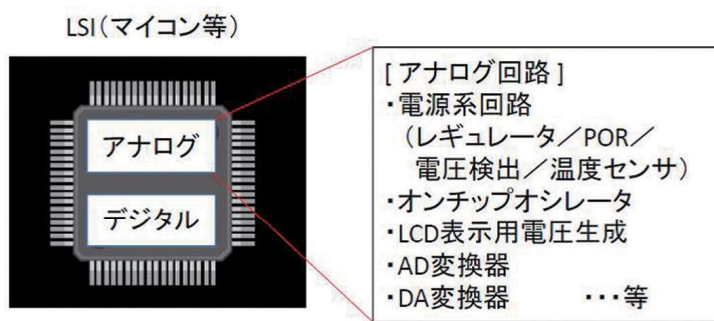 LSI(マイコン等)
アナログ
デジタル
[ アナログ回路 ]
・電源系回路
（レギュレータ／POR／
電圧検出／温度センサ）
・オンチップオシレータ
・LCD表示用電圧生成
・AD変換器
・DA変換器　　・・・等